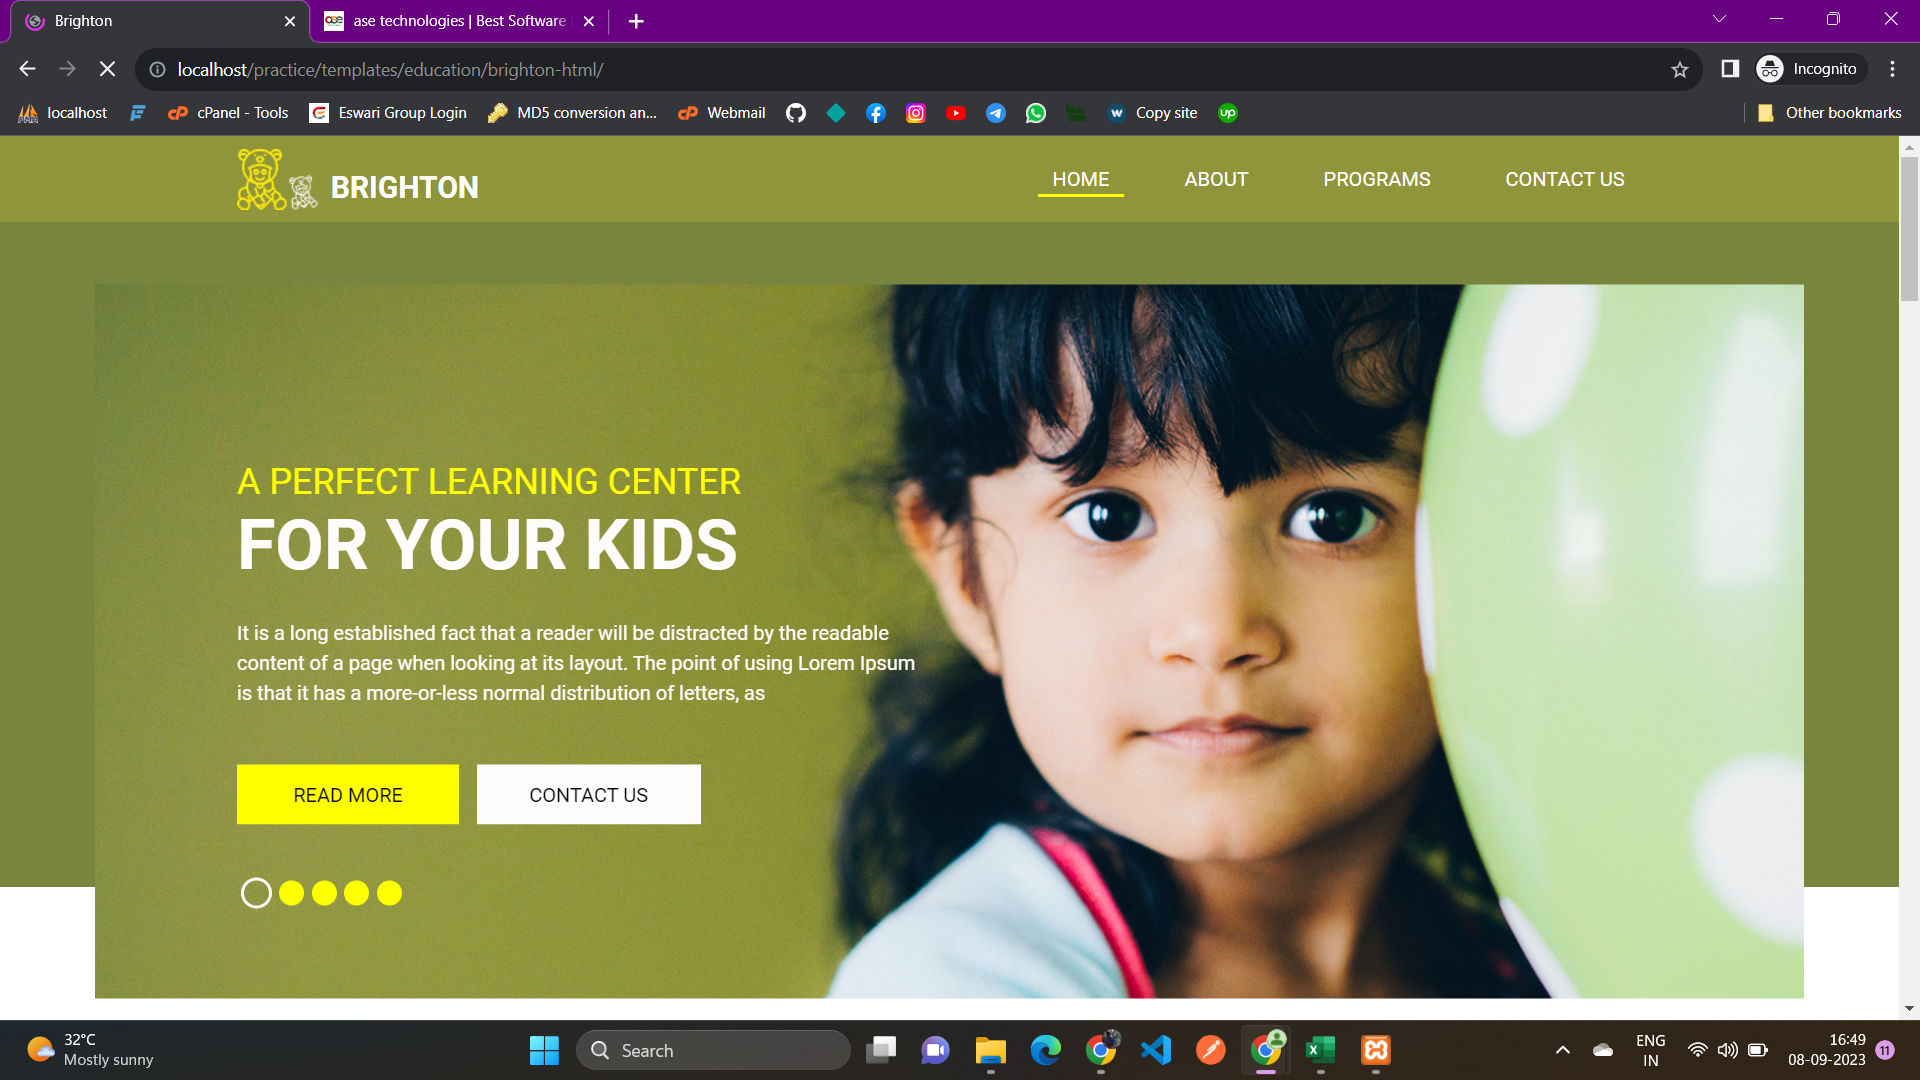 Brighton
ase technologies | Best Software
localhost/practice/templates/education/brighton-html/
Incognito
localhost
cPanel - Tools
Eswari Group Login
MD5 conversion an...
Webmail
Copy site
Other bookmarks
BRIGHTON
HOME
ABOUT
PROGRAMS
CONTACT US
A PERFECT LEARNING CENTER
FOR YOUR KIDS
It is a long established fact that a reader will be distracted by the readable
content of a page when looking at its layout. The point of using Lorem Ipsum
is that it has a more-or-less normal distribution of letters, as
READ MORE
CONTACT US
32°C
Mostly sunny
Search
ENG
IN
16:49
08-09-2023
11